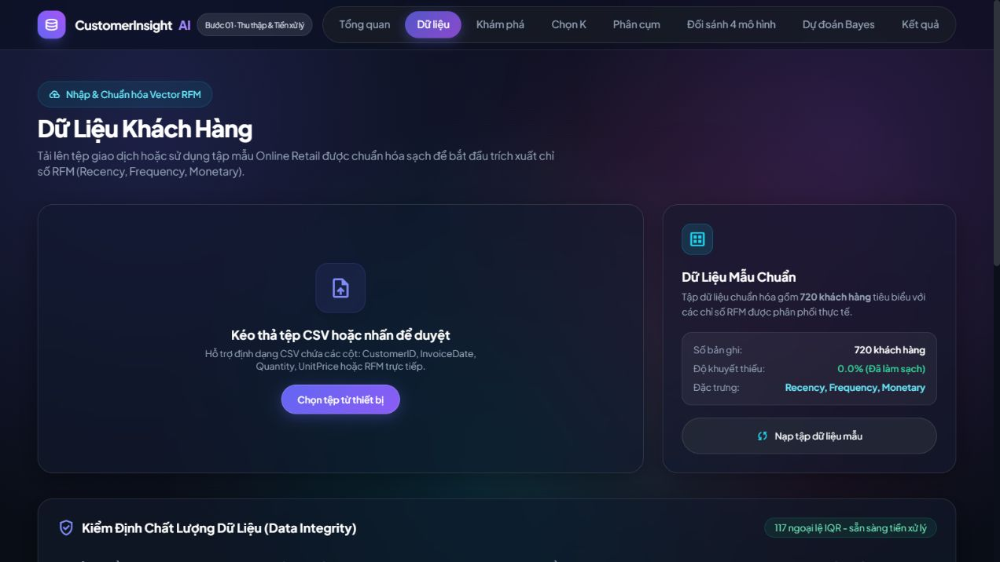 CustomerInsight AI
Bước 01 · Thu thập & Tiền xử lý
Tổng quan
Dữ liệu
Khám phá
Chọn K
Phân cụm
Đối sánh 4 mô hình
Dự đoán Bayes
Kết quả
Nhập & Chuẩn hóa Vector RFM
Dữ Liệu Khách Hàng
Tải lên tệp giao dịch hoặc sử dụng tập mẫu Online Retail được chuẩn hóa sạch để bắt đầu trích xuất chỉ
số RFM (Recency, Frequency, Monetary).
Kéo thả tệp CSV hoặc nhấn để duyệt
Hỗ trợ định dạng CSV chứa các cột: CustomerID, InvoiceDate,
Quantity, UnitPrice hoặc RFM trực tiếp.
Chọn tệp từ thiết bị
Dữ Liệu Mẫu Chuẩn
Tập dữ liệu chuẩn hóa gồm 720 khách hàng tiêu biểu với
các chỉ số RFM được phân phối thực tế.
Số bản ghi: 720 khách hàng
Độ khuyết thiếu: 0.0% (Đã làm sạch)
Đặc trưng: Recency, Frequency, Monetary
Nạp tập dữ liệu mẫu
Kiểm Định Chất Lượng Dữ Liệu (Data Integrity)
117 ngoại lệ IQR - sẵn sàng tiền xử lý